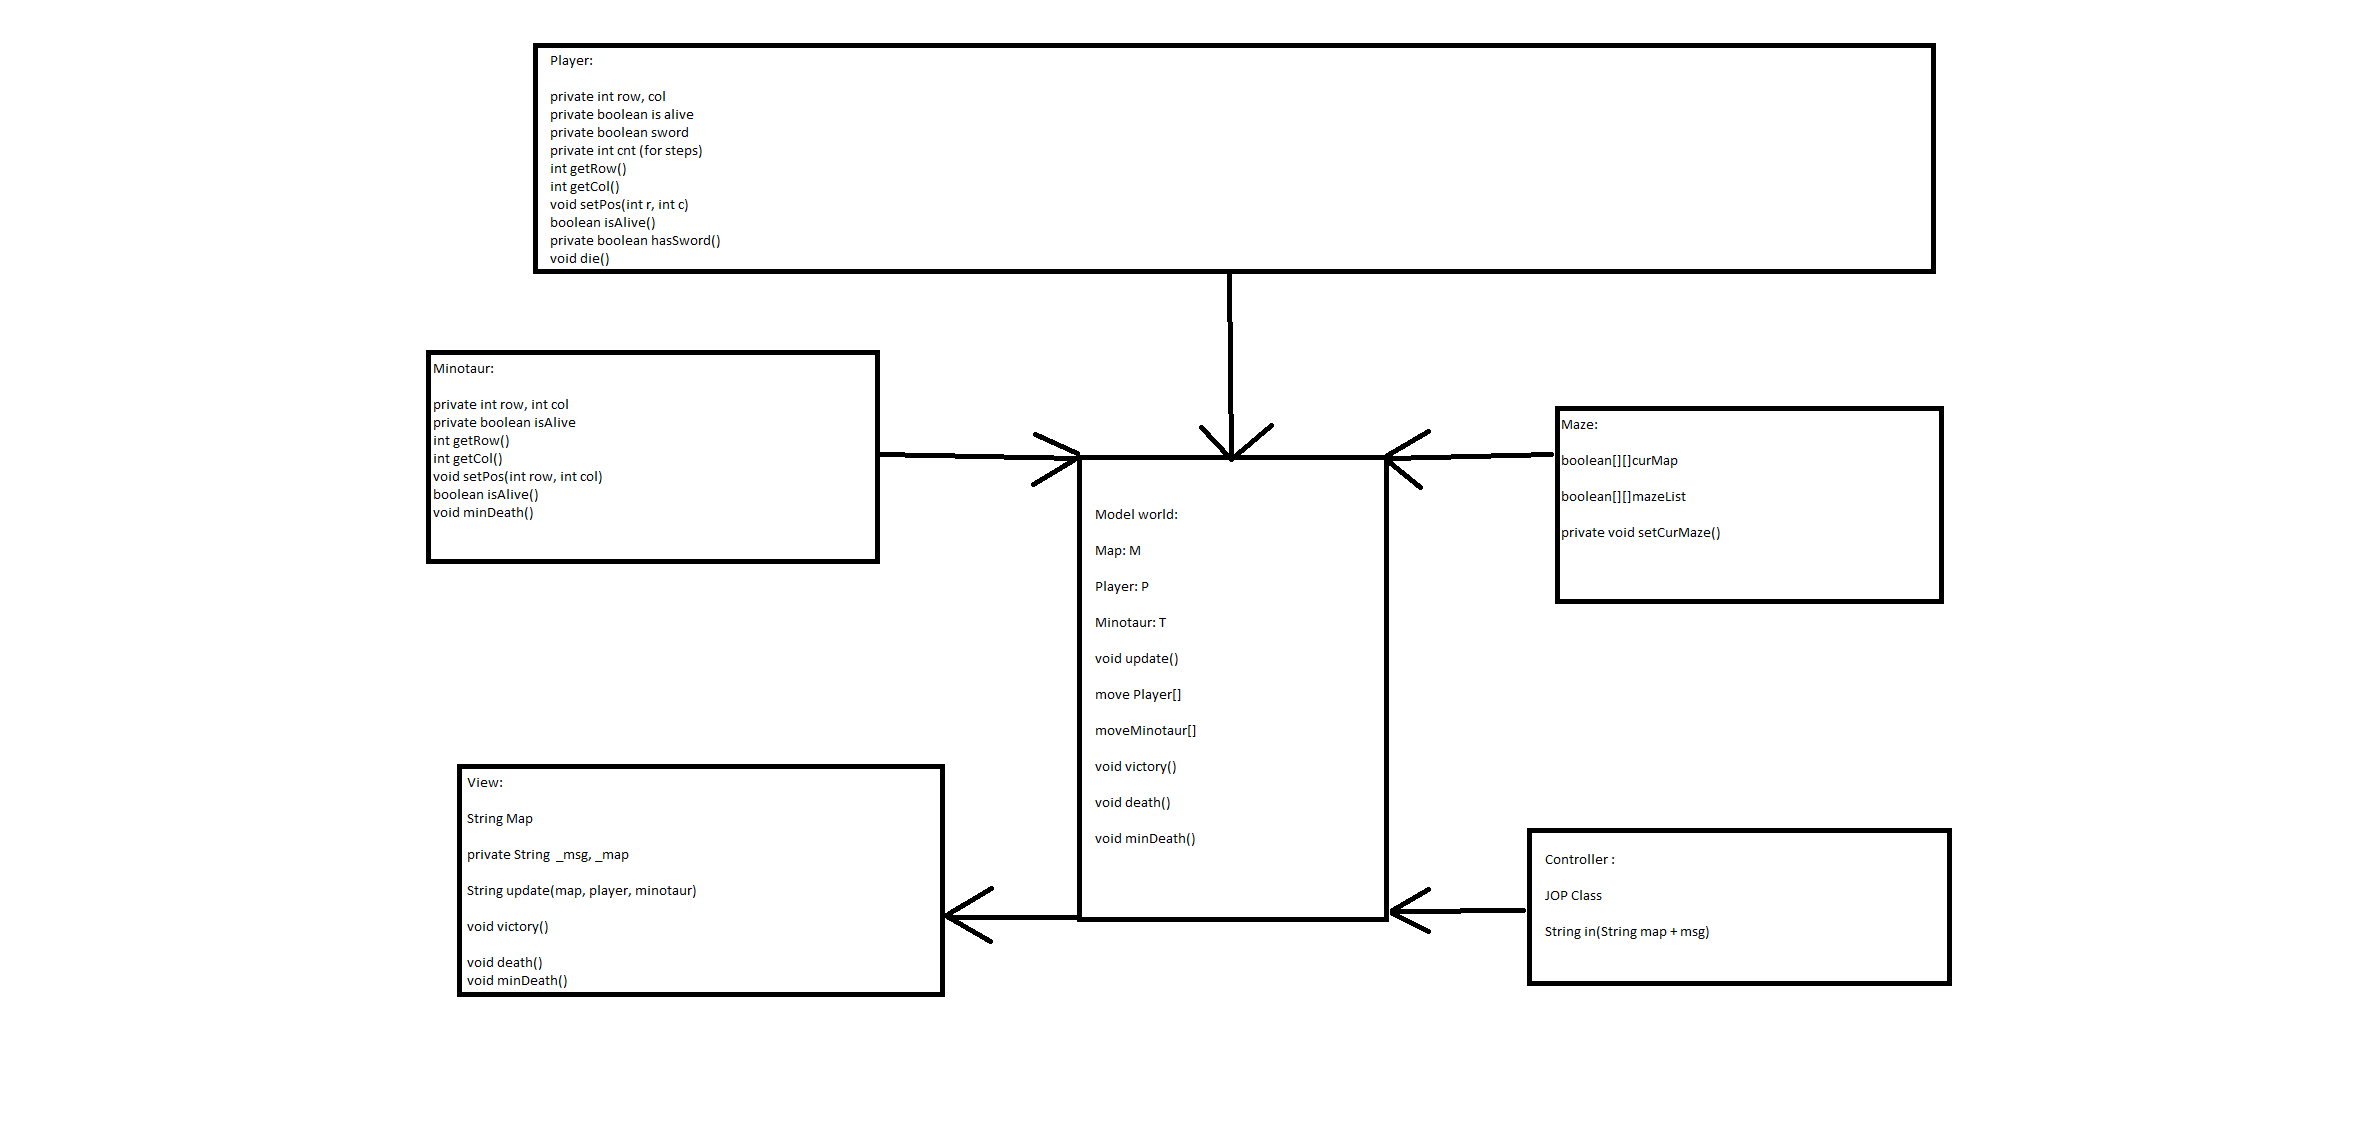 Player:
private int row, col
private boolean is alive
private boolean sword
private int cnt (for steps)
int getRow()
int getCol()
void setPos(int r, int c)
boolean isAlive()
private boolean hasSword()
void die()
Minotaur:
private int row, int col
private boolean isAlive
int getRow()
int getCol()
void setPos(int row, int col)
boolean isAlive()
void minDeath()
Maze:
boolean[][]curMap
boolean[][]mazeList
private void setCurMaze()
Model world:
Map: M
Player: P
Minotaur: T
void update()
move Player[]
moveMinotaur[]
void victory()
void death()
void minDeath()
View:
String Map
private String _msg, _map
String update(map, player, minotaur)
void victory()
void death()
void minDeath()
Controller :
JOP Class
String in(String map + msg)